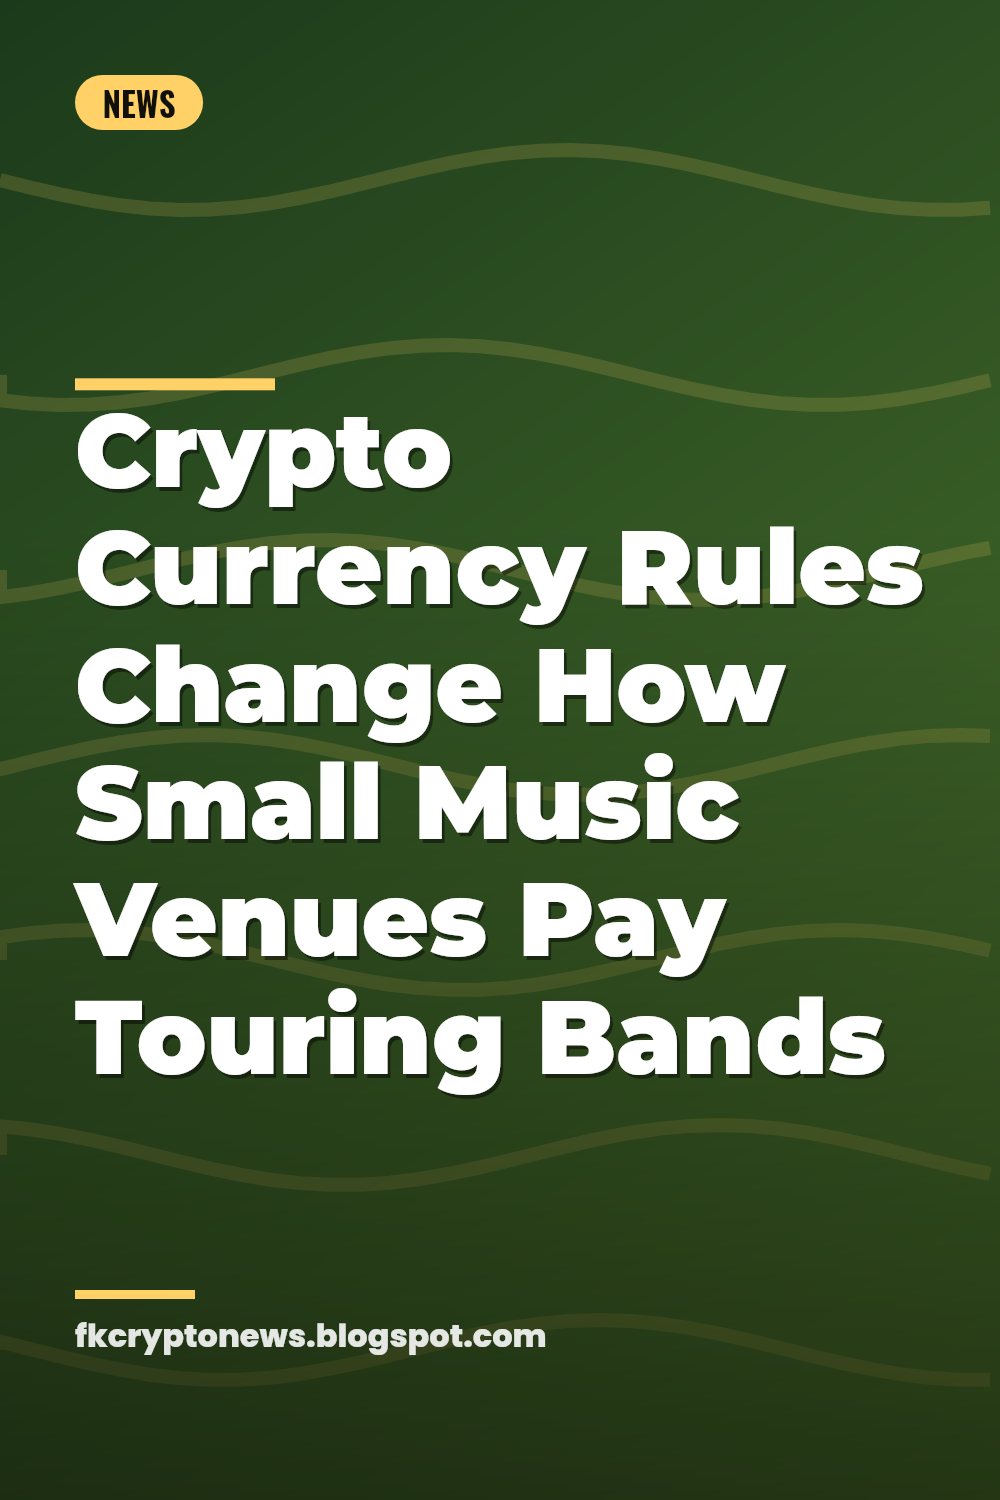 NEWS
Crypto
Currency Rules
Change How
Small Music
Venues Pay
Touring Bands
fkcryptonews.blogspot.com